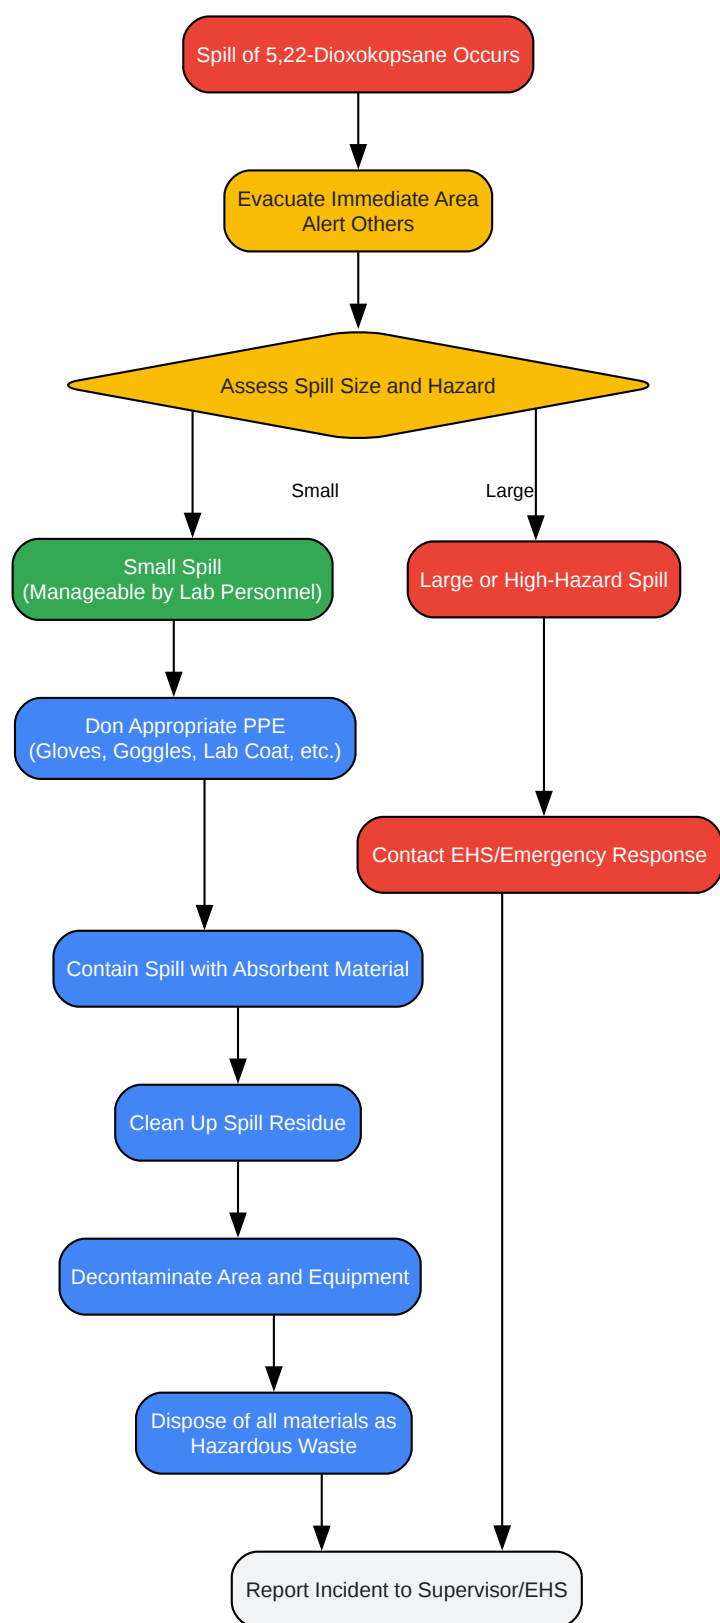 Spill of 5,22-Dioxokopsane Occurs
Evacuate Immediate Area
Alert Others
Assess Spill Size and Hazard
Small
Large
Small Spill
(Manageable by Lab Personnel)
Large or High-Hazard Spill
Don Appropriate PPE
(Gloves, Goggles, Lab Coat, etc.)
Contact EHS/Emergency Response
Contain Spill with Absorbent Material
Clean Up Spill Residue
Decontaminate Area and Equipment
Dispose of all materials as
Hazardous Waste
Report Incident to Supervisor/EHS